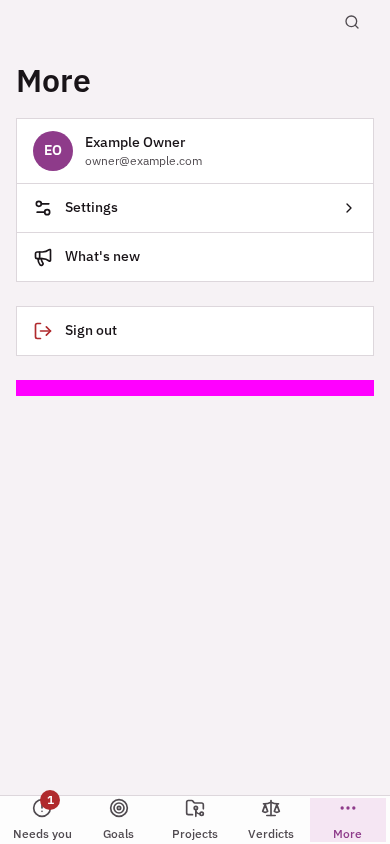 More
EO
Example Owner
owner@example.com
Settings
What's new
Sign out
1
Needs you
Goals
Projects
Verdicts
More